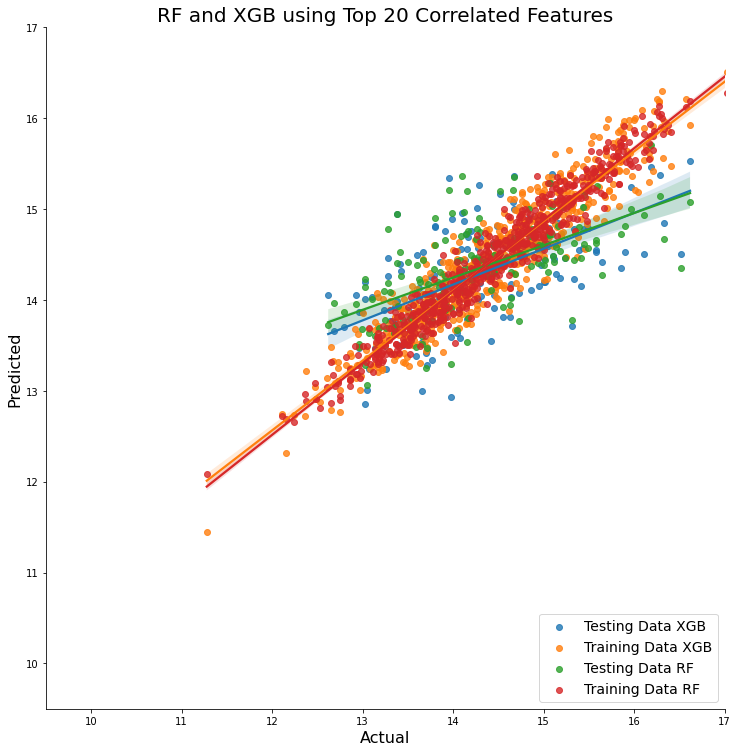 RF and XGB using Top 20 Correlated Features
17
16
15
14
13
12
11
10
Predicted
Testing Data XGB
Training Data XGB
Testing Data RF
Training Data RF
10 11 12 13 14 15 16 17
Actual